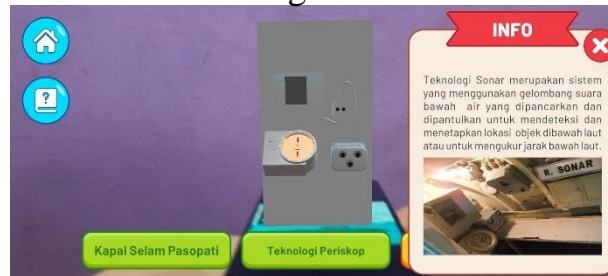 INFO
Teknologi Sonar merupakan sistem
yang menggunakan gelombang suara
bawah air yang dipancarkan dan
dipantulkan untuk mendeteksi dan
menetapkan lokasi objek dibawah laut
atau untuk mengukur jarak bawah laut.
R. SONAR
Kapal Selam Pasopati
Teknologi Periskop